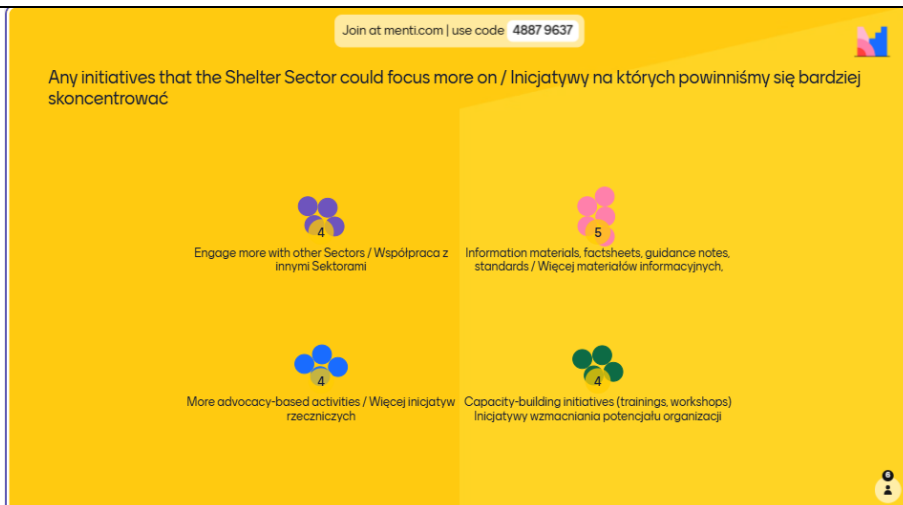 Join at menti.com | use code 4887 9637
Any initiatives that the Shelter Sector could focus more on / Inicjatywy na których powinniśmy się bardziej
skoncentrować
4
Engage more with other Sectors / Współpraca z
innymi Sektorami
5
Information materials, factsheets, guidance notes,
standards / Więcej materiałów informacyjnych,
4
More advocacy-based activities / Więcej inicjatyw
rzeczniczych
4
Capacity-building initiatives (trainings, workshops)
Inicjatywy wzmacniania potencjału organizacji
6